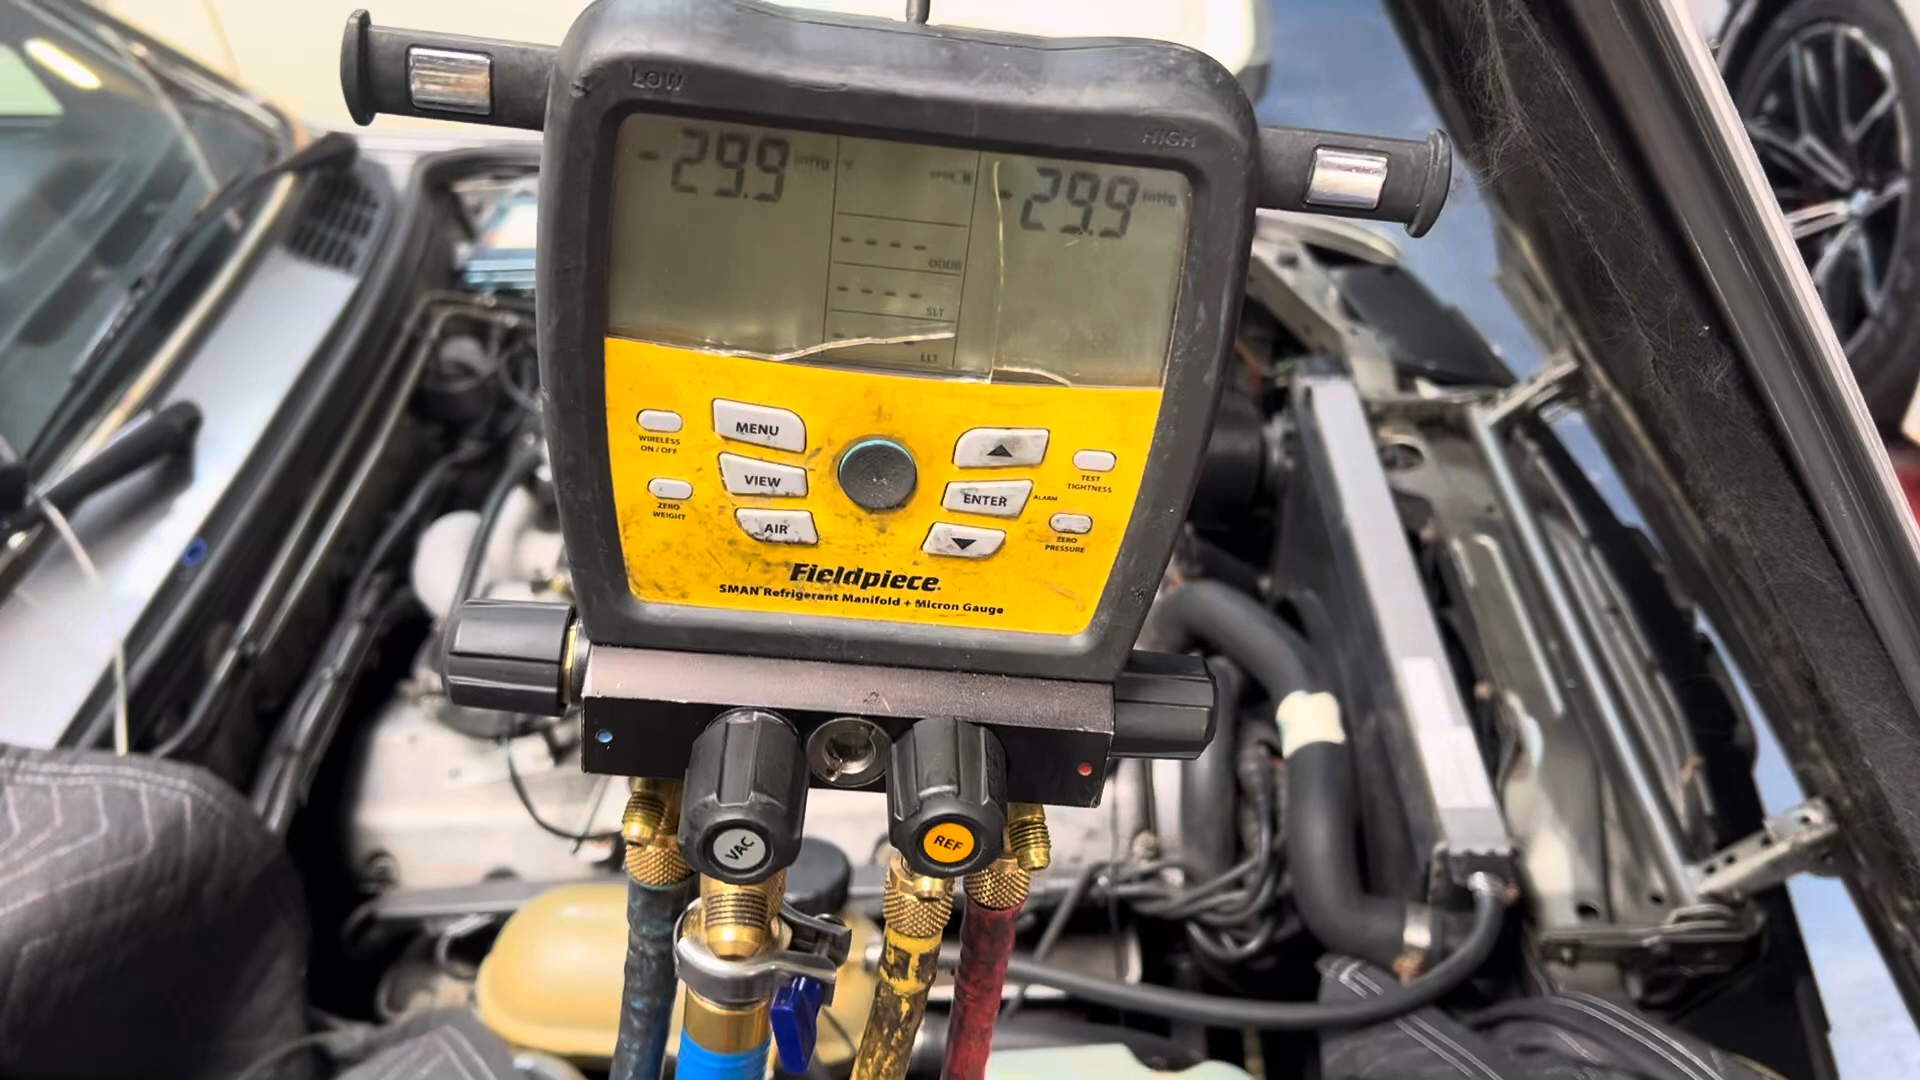 LOW
HIGH
-29.9 inHg
-29.9 inHg
ODDB
SLT
LLT
WIRELESS
ON / OFF
MENU
TEST
TIGHTNESS
VIEW
ENTER
ALARM
ZERO
WEIGHT
AIR
ZERO
PRESSURE
Fieldpiece
SMAN Refrigerant Manifold + Micron Gauge
VAC
REF